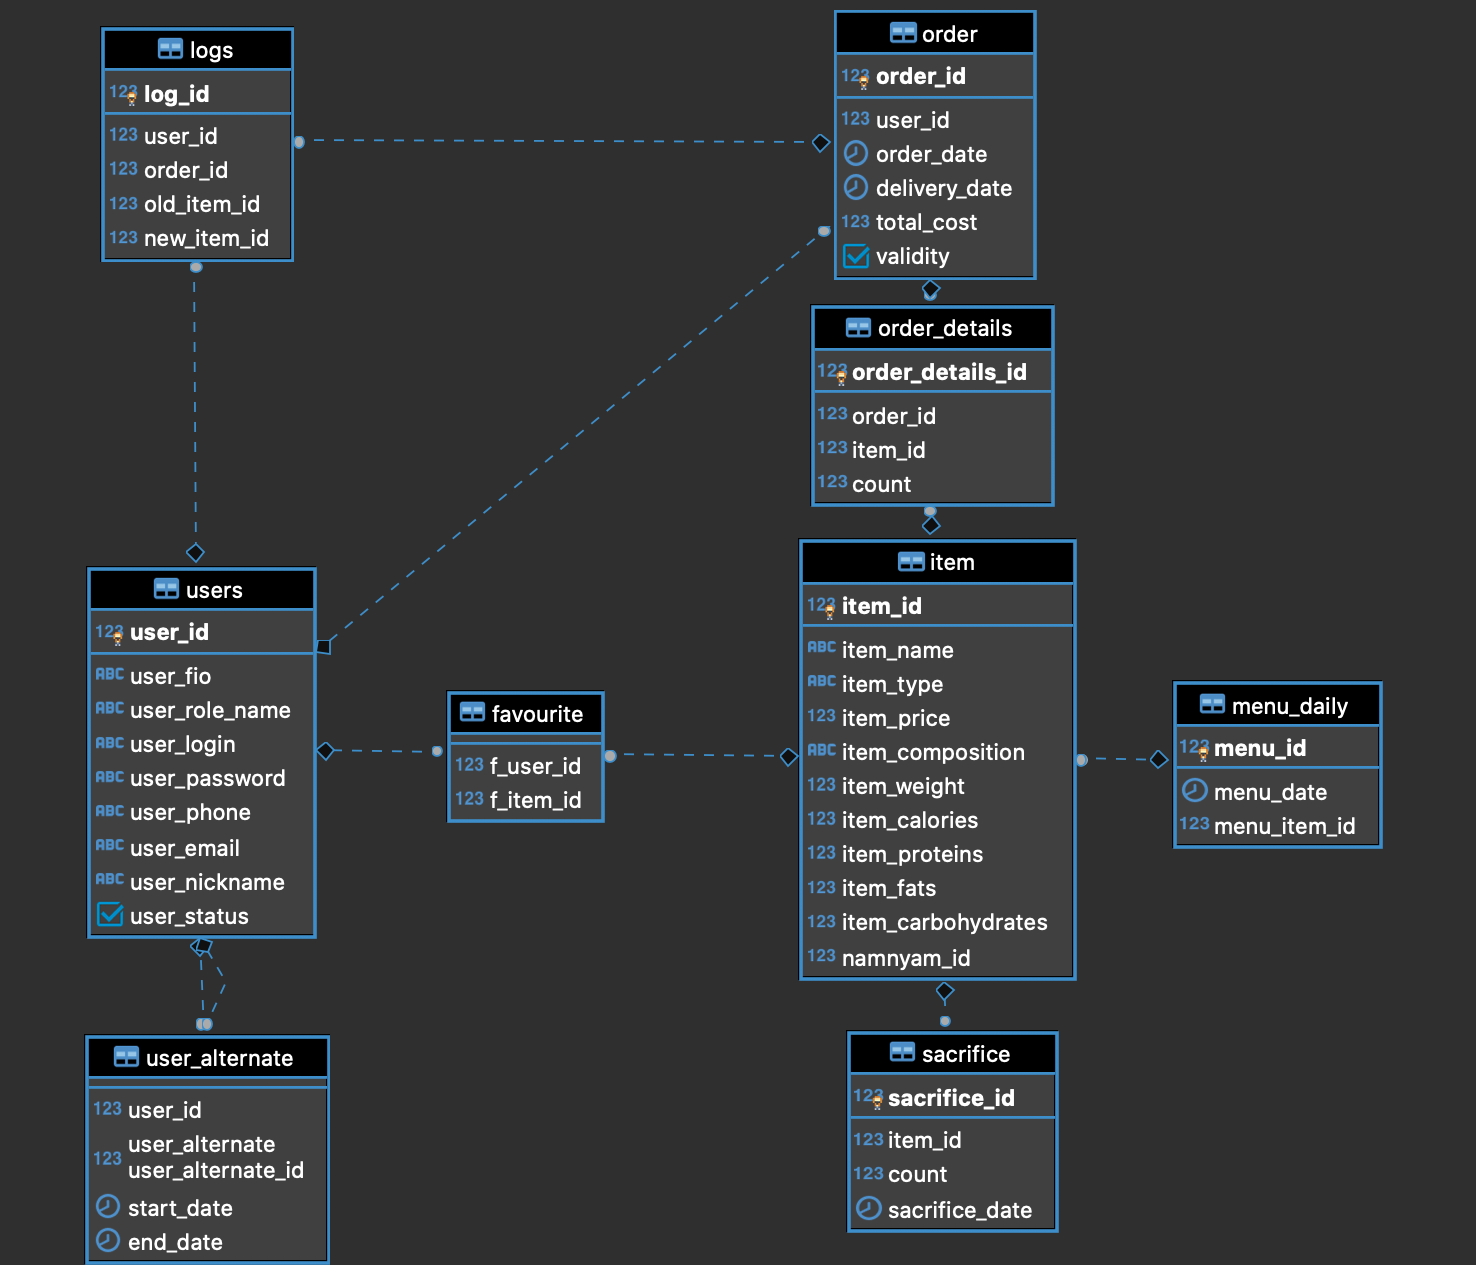 logs
123 log_id
123 user_id
123 order_id
123 old_item_id
123 new_item_id
order
123 order_id
123 user_id
order_date
delivery_date
123 total_cost
validity
order_details
123 order_details_id
123 order_id
123 item_id
123 count
users
123 user_id
ABC user_fio
ABC user_role_name
ABC user_login
ABC user_password
ABC user_phone
ABC user_email
ABC user_nickname
user_status
favourite
123 f_user_id
123 f_item_id
item
123 item_id
ABC item_name
ABC item_type
123 item_price
ABC item_composition
123 item_weight
123 item_calories
123 item_proteins
123 item_fats
123 item_carbohydrates
123 namnyam_id
menu_daily
123 menu_id
menu_date
123 menu_item_id
user_alternate
123 user_id
user_alternate
123 user_alternate_id
start_date
end_date
sacrifice
123 sacrifice_id
123 item_id
123 count
sacrifice_date